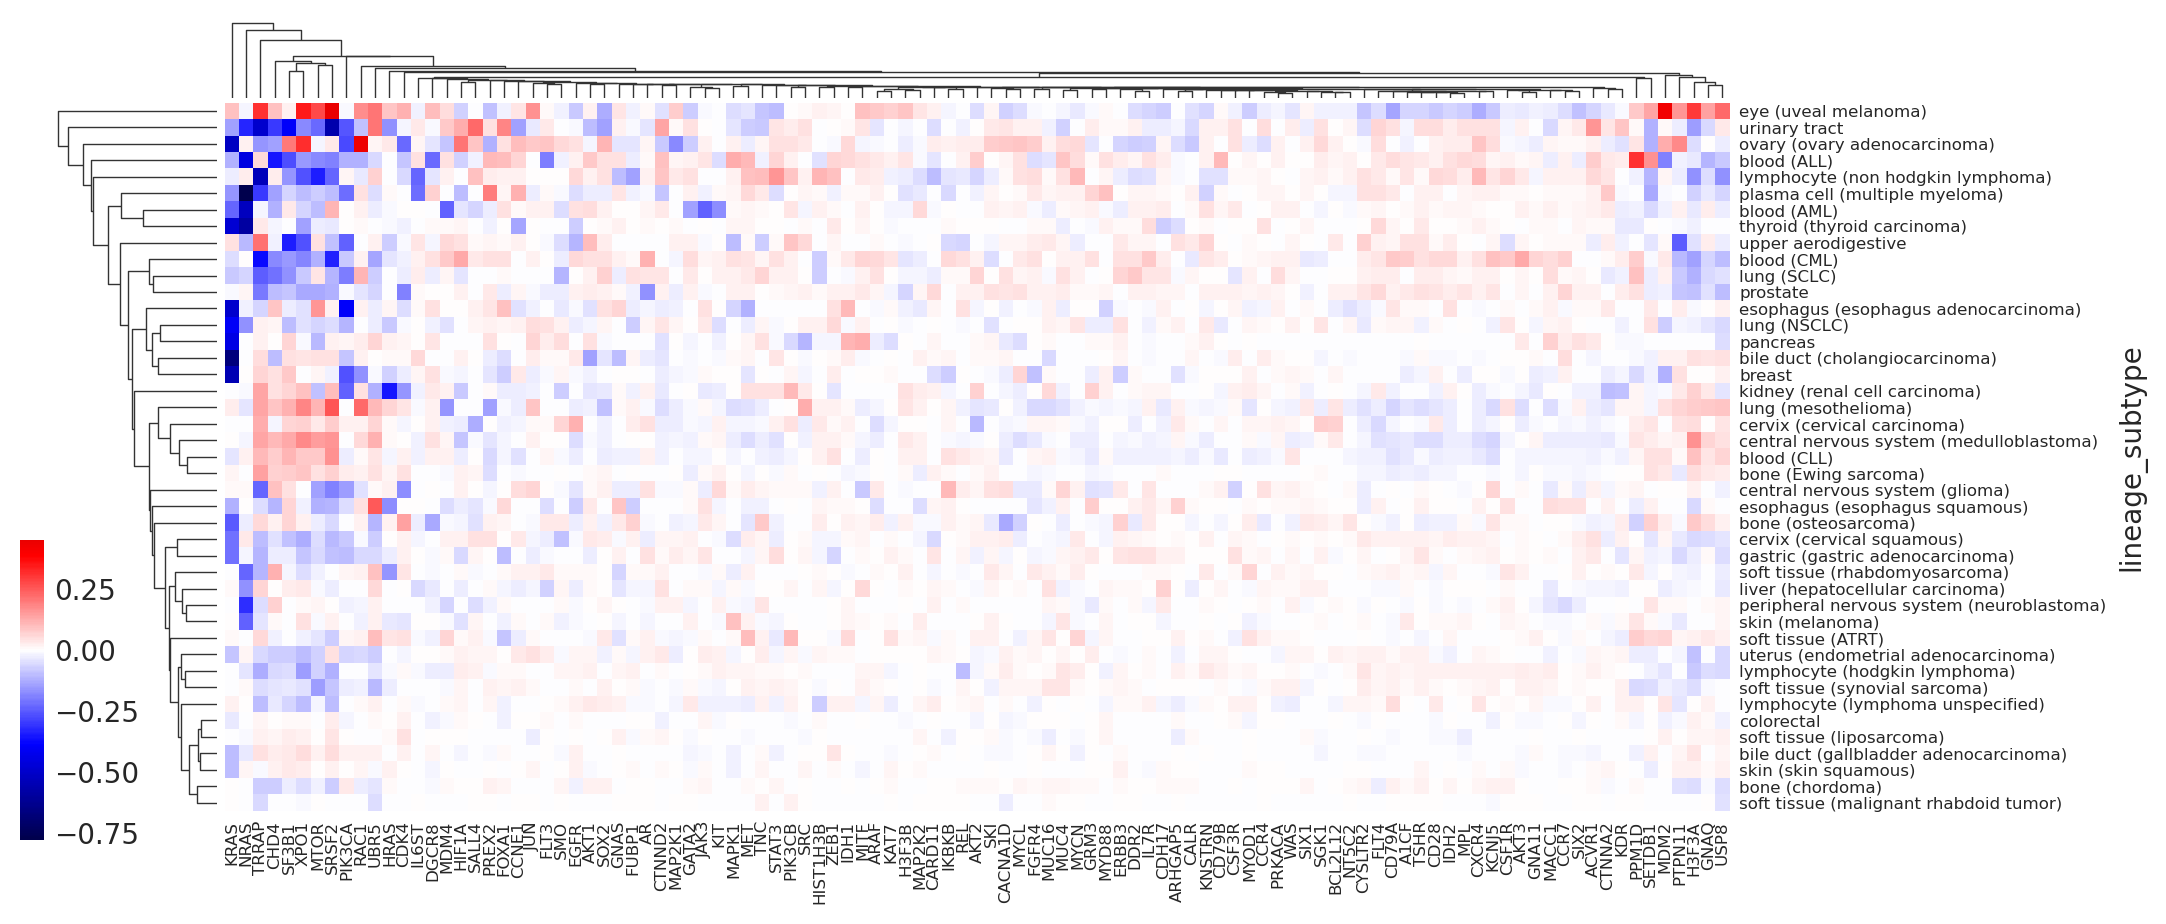 eye (uveal melanoma)
urinary tract
ovary (ovary adenocarcinoma)
blood (ALL)
lymphocyte (non hodgkin lymphoma)
plasma cell (multiple myeloma)
blood (AML)
thyroid (thyroid carcinoma)
upper aerodigestive
blood (CML)
lung (SCLC)
prostate
esophagus (esophagus adenocarcinoma)
lung (NSCLC)
pancreas
bile duct (cholangiocarcinoma)
breast
kidney (renal cell carcinoma)
lung (mesothelioma)
cervix (cervical carcinoma)
central nervous system (medulloblastoma)
blood (CLL)
bone (Ewing sarcoma)
central nervous system (glioma)
esophagus (esophagus squamous)
bone (osteosarcoma)
cervix (cervical squamous)
gastric (gastric adenocarcinoma)
soft tissue (rhabdomyosarcoma)
liver (hepatocellular carcinoma)
peripheral nervous system (neuroblastoma)
skin (melanoma)
soft tissue (ATRT)
uterus (endometrial adenocarcinoma)
lymphocyte (hodgkin lymphoma)
soft tissue (synovial sarcoma)
lymphocyte (lymphoma unspecified)
colorectal
soft tissue (liposarcoma)
bile duct (gallbladder adenocarcinoma)
skin (skin squamous)
bone (chordoma)
soft tissue (malignant rhabdoid tumor)
lineage_subtype
0.25
0.00
−0.25
−0.50
−0.75
KRAS
NRAS
TRRAP
CHD4
SF3B1
XPO1
MTOR
SRSF2
PIK3CA
RAC1
UBR5
HRAS
CDK4
IL6ST
DGCR8
MDM4
HIF1A
SALL4
PREX2
FOXA1
CCNE1
JUN
FLT3
SMO
EGFR
AKT1
SOX2
GNAS
FUBP1
AR
CTNND2
MAP2K1
GATA2
JAK3
KIT
MAPK1
MET
TNC
STAT3
PIK3CB
SRC
HIST1H3B
ZEB1
IDH1
MITF
ARAF
KAT7
H3F3B
MAP2K2
CARD11
IKBKB
REL
AKT2
SKI
CACNA1D
MYCL
FGFR4
MUC16
MUC4
MYCN
GRM3
MYD88
ERBB3
DDR2
IL7R
CDH17
ARHGAP5
CALR
KNSTRN
CD79B
CSF3R
MYOD1
CCR4
PRKACA
WAS
SIX1
SGK1
BCL2L12
NT5C2
CYSLTR2
FLT4
CD79A
A1CF
TSHR
CD28
IDH2
MPL
CXCR4
KCNJ5
CSF1R
AKT3
GNA11
MACC1
CCR7
SIX2
ACVR1
CTNNA2
KDR
PPM1D
SETDB1
MDM2
PTPN11
H3F3A
GNAQ
USP8